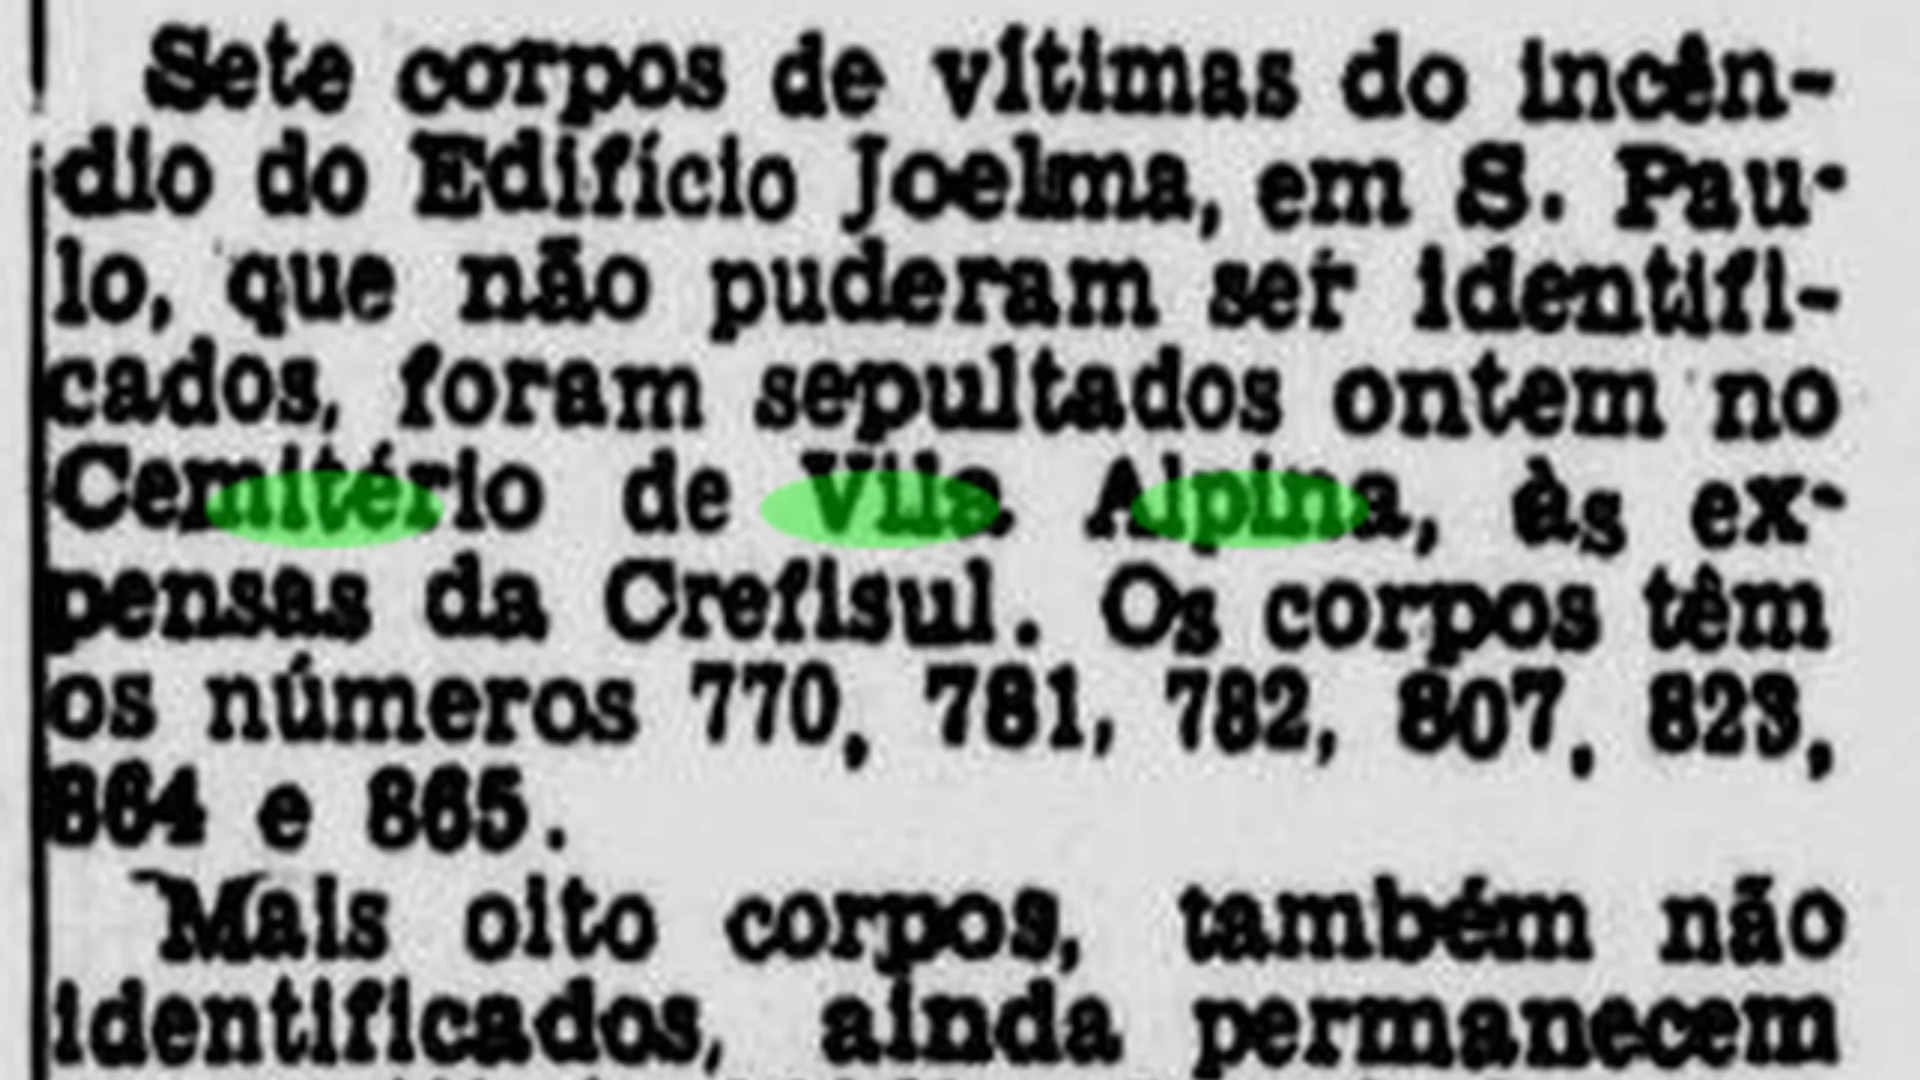 Sete corpos de vítimas do incên-
dio do Edifício Joelma, em S. Pau-
lo, que não puderam ser identifi-
cados, foram sepultados ontem no
Cemitério de Vila Alpina, às ex-
pensas da Crefisul. Os corpos têm
os números 770, 781, 782, 807, 823,
864 e 865.
Mais oito corpos, também não
identificados, ainda permanecem